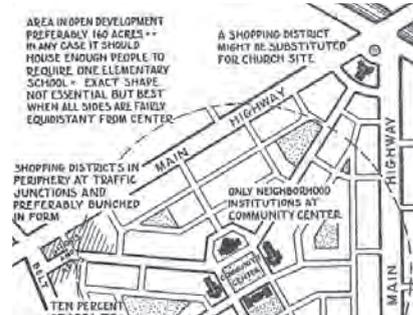 AREA IN OPEN DEVELOPMENT
PREFERABLY 160 ACRES ••
IN ANY CASE IT SHOULD
HOUSE ENOUGH PEOPLE TO
REQUIRE ONE ELEMENTARY
SCHOOL • EXACT SHAPE
NOT ESSENTIAL BUT BEST
WHEN ALL SIDES ARE FAIRLY
EQUIDISTANT FROM CENTER
A SHOPPING DISTRICT
MIGHT BE SUBSTITUTED
FOR CHURCH SITE
MAIN HIGHWAY
HIGHWAY
MAIN
SHOPPING DISTRICTS IN
PERIPHERY AT TRAFFIC
JUNCTIONS AND
PREFERABLY BUNCHED
IN FORM
ONLY NEIGHBORHOOD
INSTITUTIONS AT
COMMUNITY CENTER
COMMUNITY
CENTER
BELT
TEN PERCENT